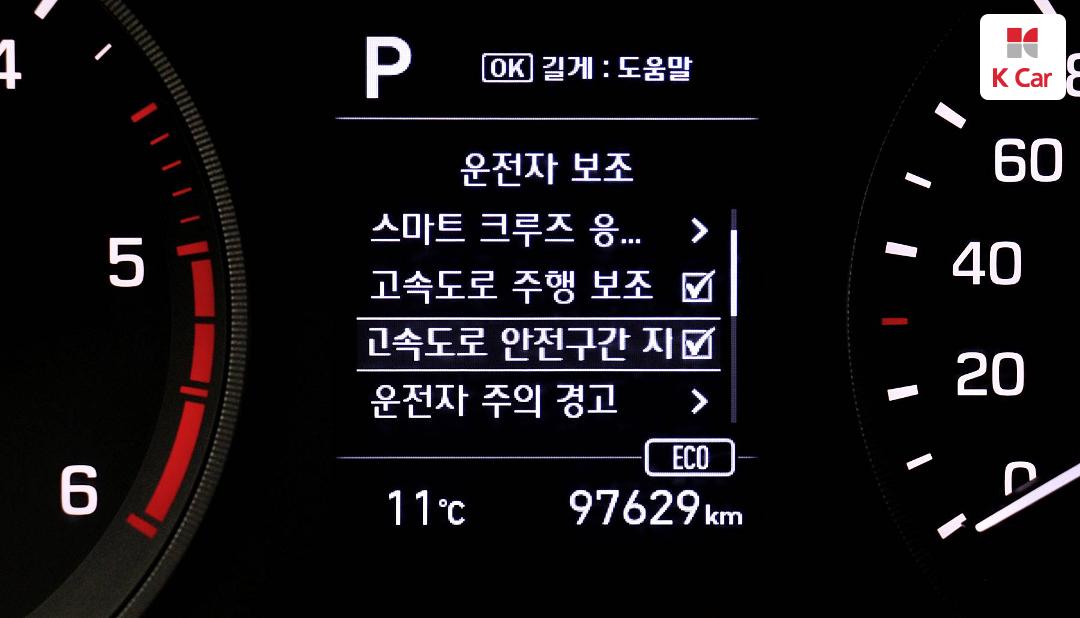 4
5
6
P
OK 길게 : 도움말
운전자 보조
스마트 크루즈 응...
고속도로 주행 보조
고속도로 안전구간 자
운전자 주의 경고
ECO
11℃ 97629km
K Car
8
60
40
20
0